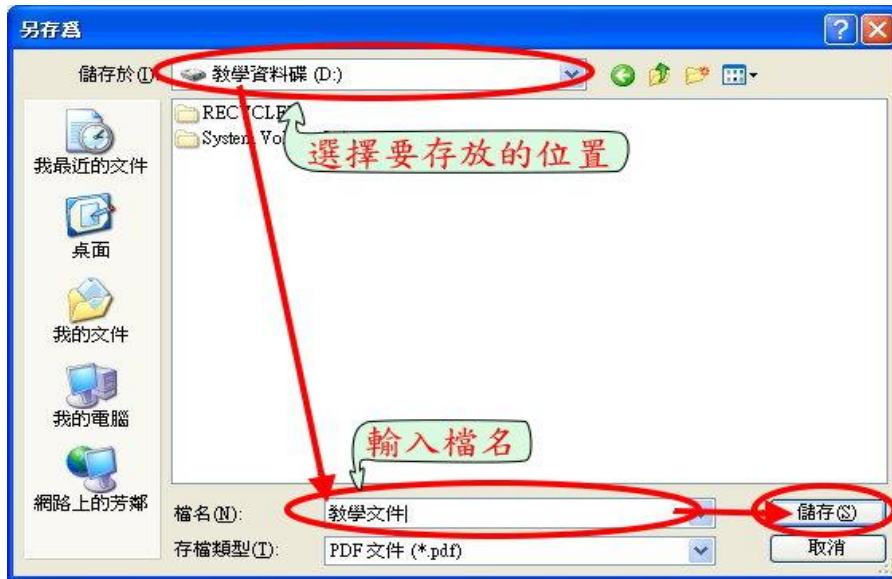 另存為
儲存於(I):
教學資料碟 (D:)
RECYCLE
System Vo
選擇要存放的位置
我最近的文件
桌面
我的文件
我的電腦
網路上的芳鄰
輸入檔名
檔名(N):
教學文件
儲存(S)
存檔類型(T):
PDF 文件 (*.pdf)
取消